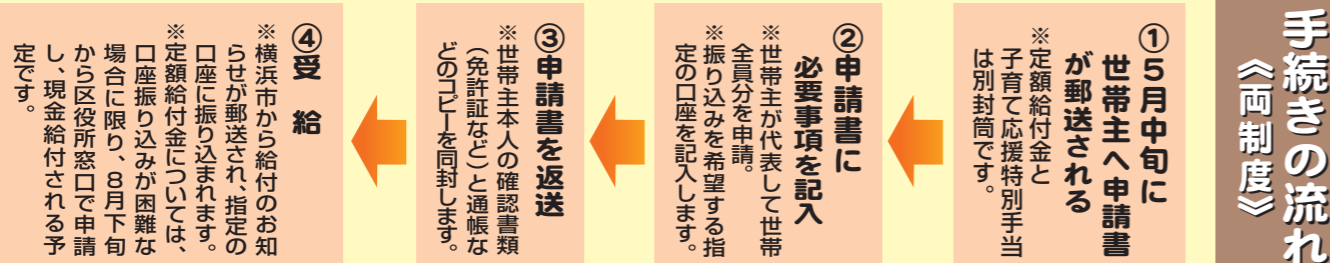 手続きの流れ
《両制度》
①５月中旬に
世帯主へ申請書
が郵送される
※定額給付金と
子育て応援特別手当
は別封筒です。
②申請書に
必要事項を記入
※世帯主が代表して世帯
全員分を申請。
※振り込みを希望する指
定の口座を記入します。
③申請書を返送
※世帯主本人の確認書類
（免許証など）と通帳な
どのコピーを同封します。
④受　給
※横浜市から給付のお知
らせが郵送され、指定の
口座に振り込まれます。
※定額給付金については、
口座振り込みが困難な
場合に限り、８月下旬
から区役所窓口で申請
し、現金給付される予
定です。